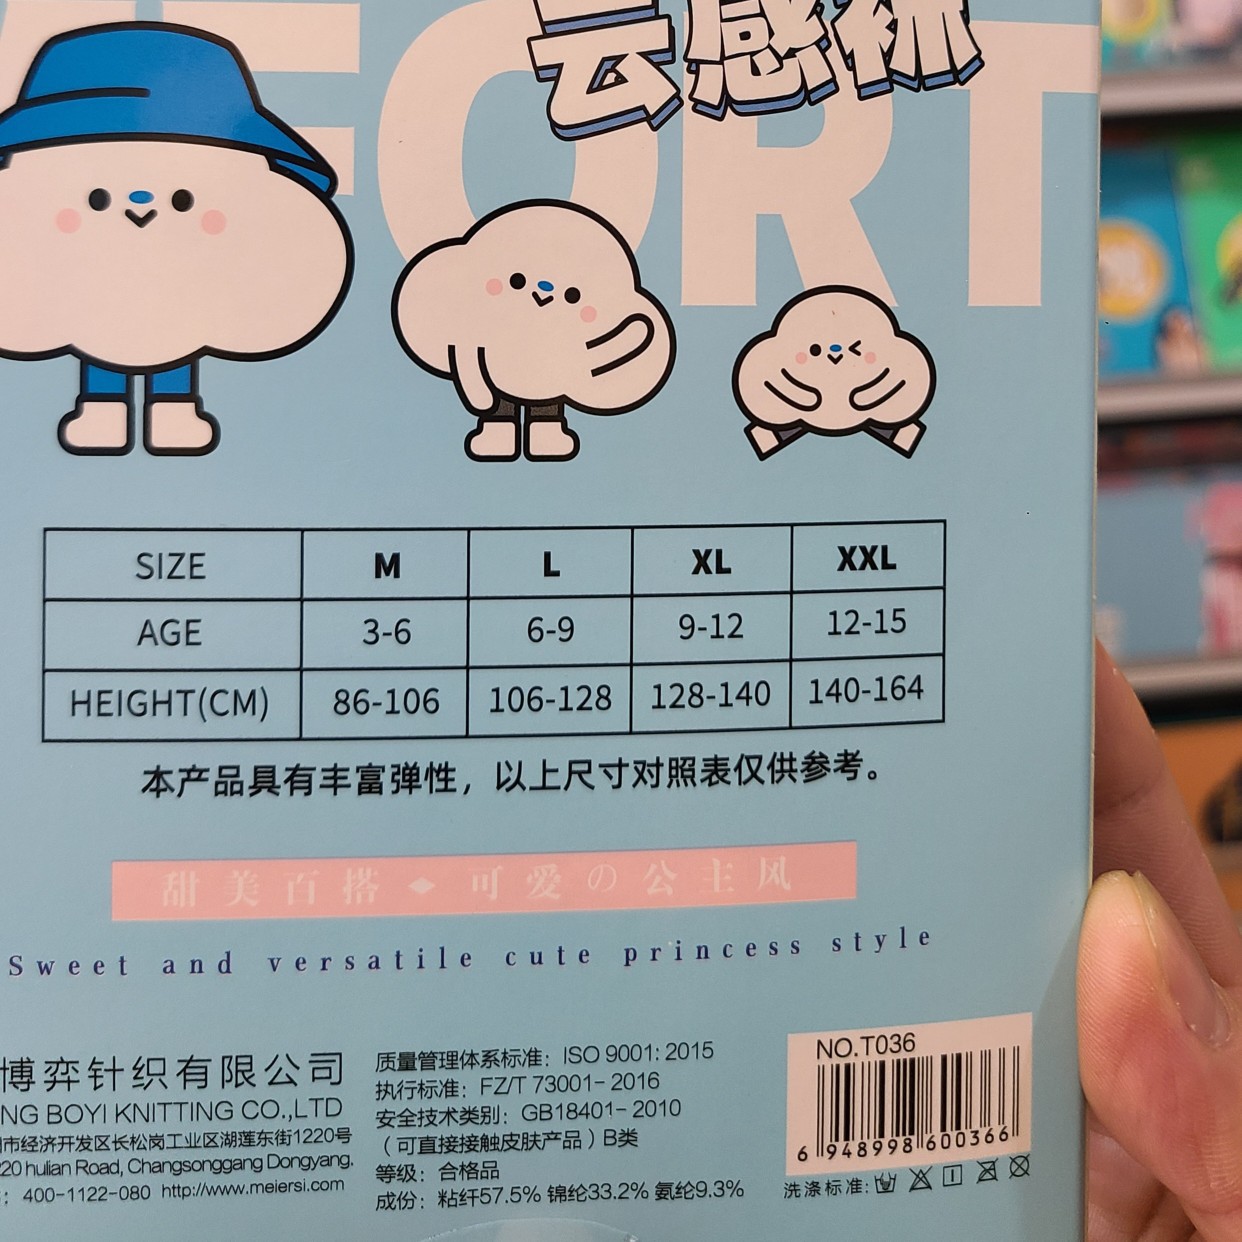 云感袜
FORT
SIZE M L XL XXL
AGE 3-6 6-9 9-12 12-15
HEIGHT(CM) 86-106 106-128 128-140 140-164
本产品具有丰富弹性，以上尺寸对照表仅供参考。
甜美百搭◆可爱の公主风
Sweet and versatile cute princess style
博弈针织有限公司
NG BOYI KNITTING CO.,LTD
市经济开发区长松岗工业区湖莲东街1220号
220 hulian Road, Changsonggang Dongyang.
: 400-1122-080 http://www.meiersi.com
质量管理体系标准：ISO 9001: 2015
执行标准：FZ/T 73001-2016
安全技术类别：GB18401-2010
（可直接接触皮肤产品）B类
等级：合格品
成份：粘纤57.5% 锦纶33.2% 氨纶9.3%
NO.T036
6 948998 600366
洗涤标准: